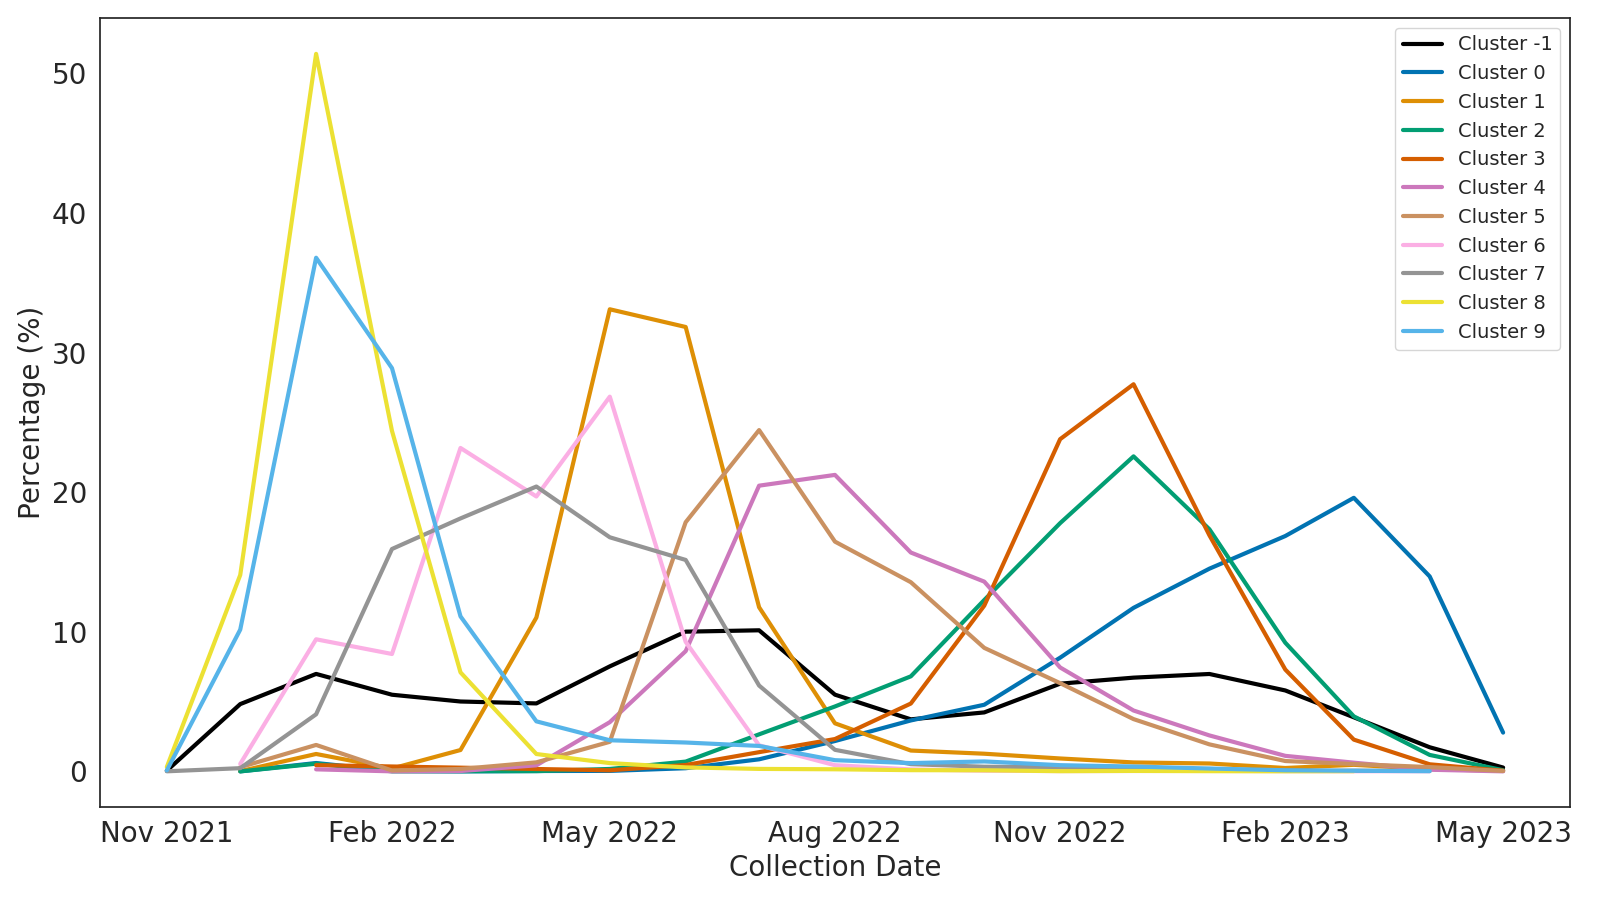 Percentage (%)
50
40
30
20
10
0
Cluster -1
Cluster 0
Cluster 1
Cluster 2
Cluster 3
Cluster 4
Cluster 5
Cluster 6
Cluster 7
Cluster 8
Cluster 9
Nov 2021 Feb 2022 May 2022 Aug 2022 Nov 2022 Feb 2023 May 2023
Collection Date